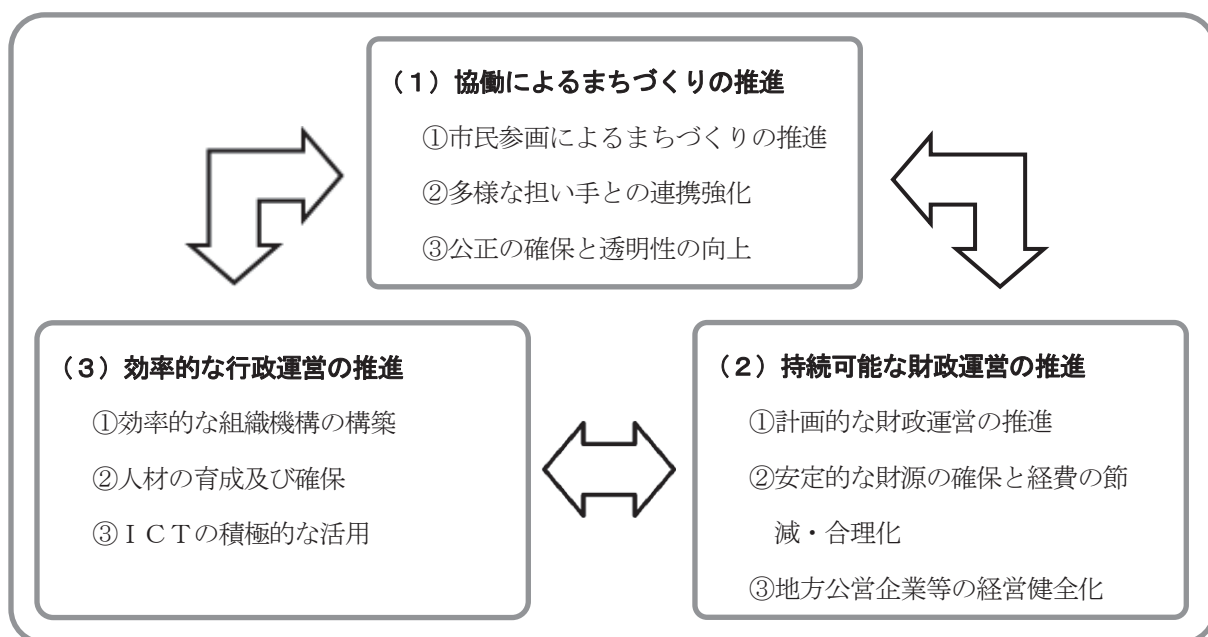 （１）協働によるまちづくりの推進
①市民参画によるまちづくりの推進
②多様な担い手との連携強化
③公正の確保と透明性の向上
（３）効率的な行政運営の推進
①効率的な組織機構の構築
②人材の育成及び確保
③ＩＣＴの積極的な活用
（２）持続可能な財政運営の推進
①計画的な財政運営の推進
②安定的な財源の確保と経費の節
減・合理化
③地方公営企業等の経営健全化